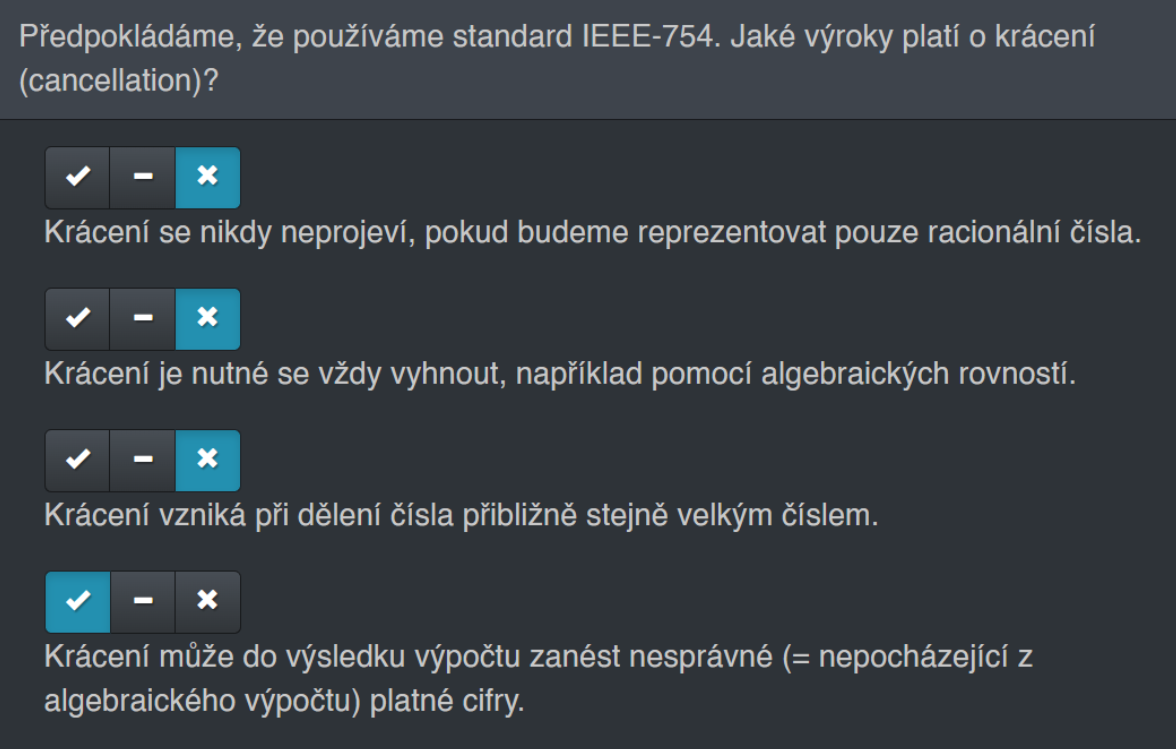 Předpokládáme, že používáme standard IEEE-754. Jaké výroky platí o krácení
(cancellation)?
Krácení se nikdy neprojeví, pokud budeme reprezentovat pouze racionální čísla.
Krácení je nutné se vždy vyhnout, například pomocí algebraických rovností.
Krácení vzniká při dělení čísla přibližně stejně velkým číslem.
Krácení může do výsledku výpočtu zanést nesprávné (= nepocházející z
algebraického výpočtu) platné cifry.